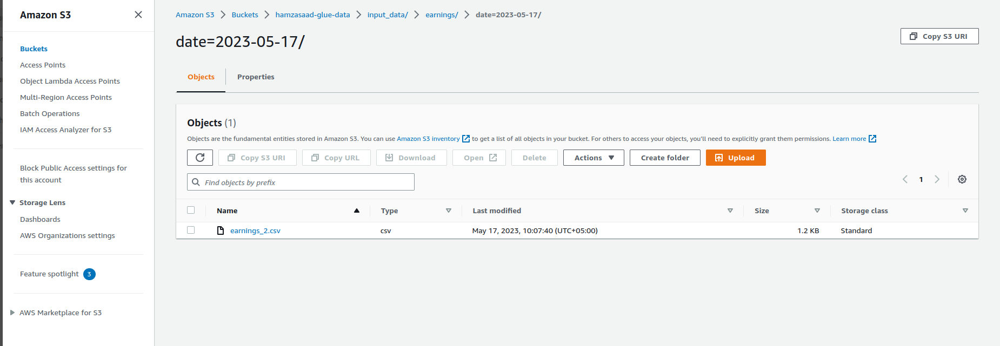 Amazon S3
Buckets
Access Points
Object Lambda Access Points
Multi-Region Access Points
Batch Operations
IAM Access Analyzer for S3
Block Public Access settings for
this account
Storage Lens
Dashboards
AWS Organizations settings
Feature spotlight 3
AWS Marketplace for S3
Amazon S3 Buckets hamzasaad-glue-data input_data/ earnings/ date=2023-05-17/
date=2023-05-17/
Copy S3 URI
Objects Properties
Objects (1)
Objects are the fundamental entities stored in Amazon S3. You can use Amazon S3 inventory to get a list of all objects in your bucket. For others to access your objects, you'll need to explicitly grant them permissions. Learn more
Copy S3 URI Copy URL Download Open Delete Actions Create folder Upload
Find objects by prefix
1
Name Type Last modified Size Storage class
earnings_2.csv csv May 17, 2023, 10:07:40 (UTC+05:00) 1.2 KB Standard